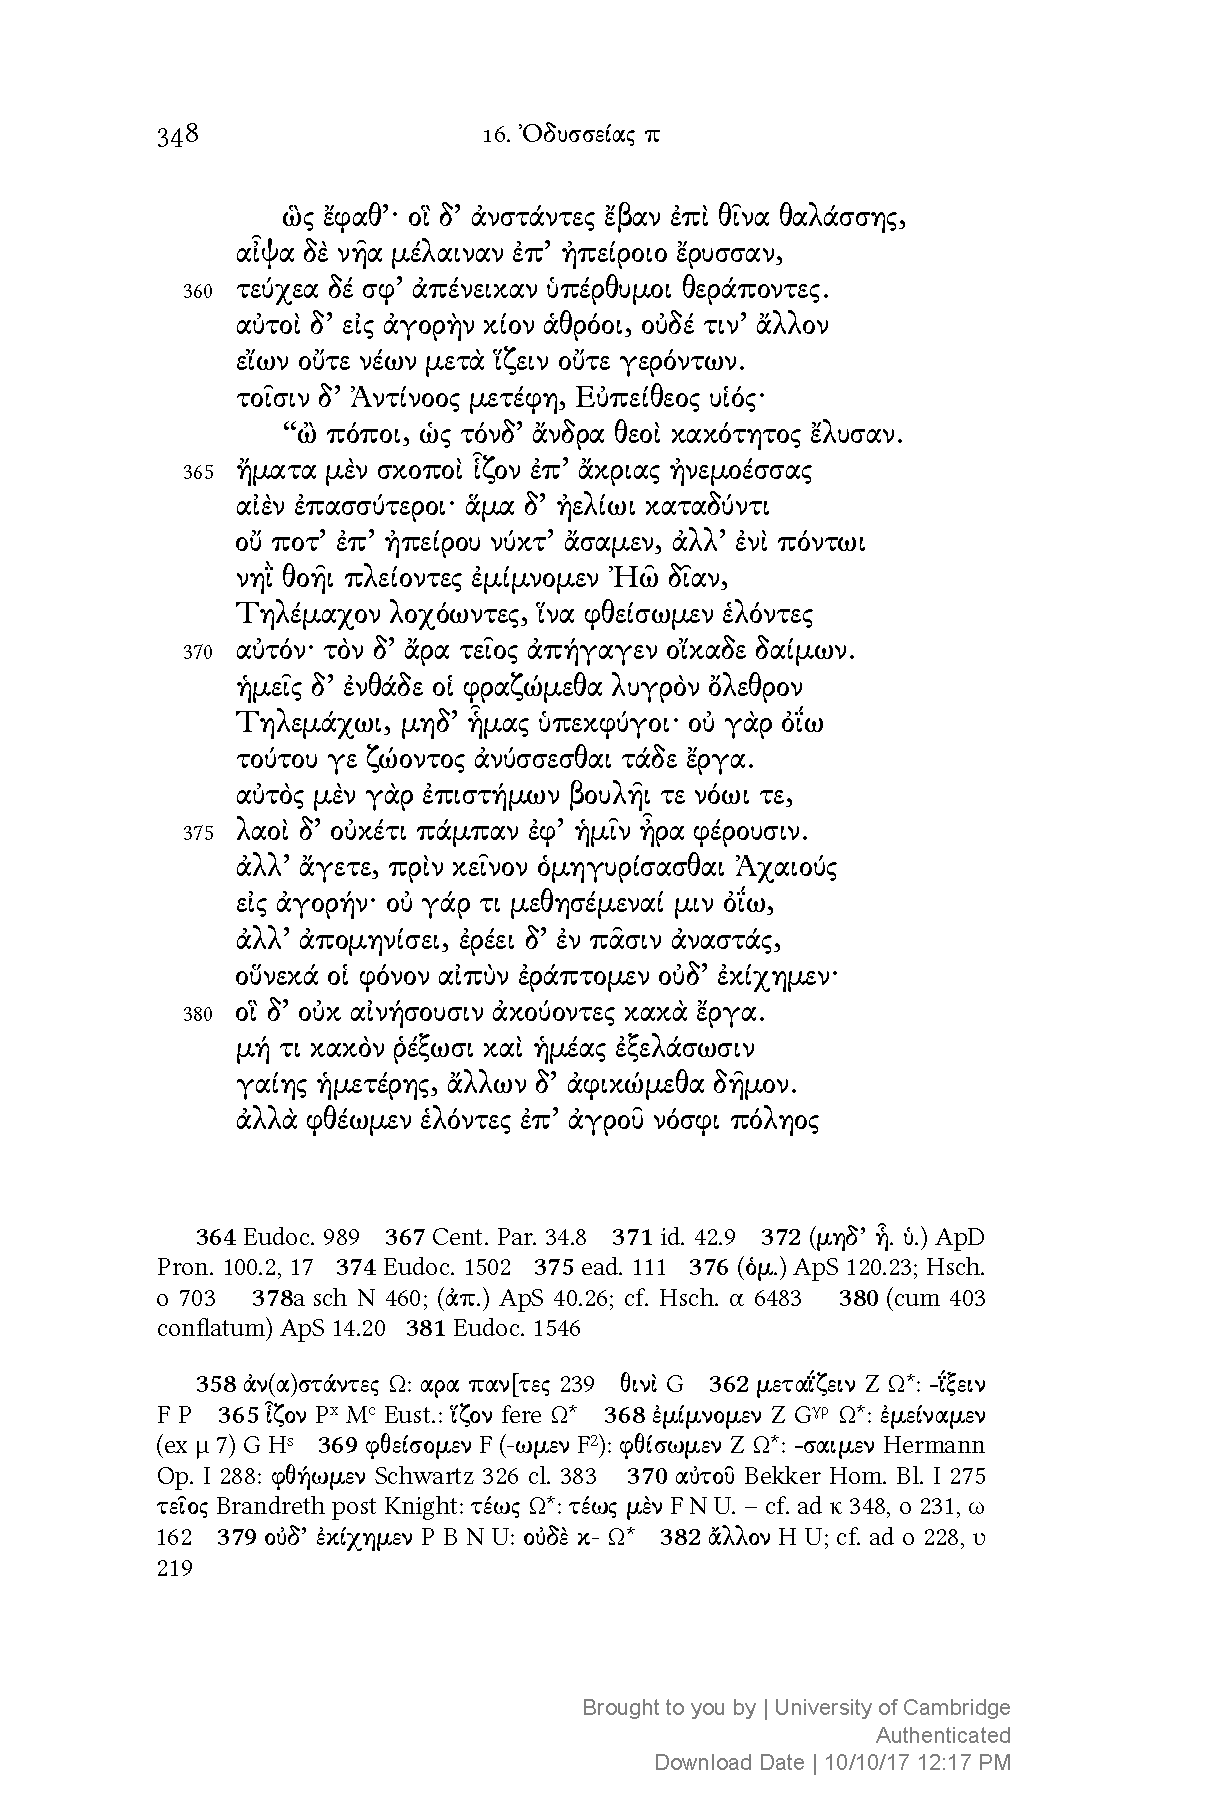 348 16. Ὀδυσσείας π
ὣς ἔφαθ’· οἳ δ’ ἀνστάντες ἔβαν ἐπὶ θῖνα θαλάσσης,
αἶψα δὲ νῆα μέλαιναν ἐπ’ ἠπείροιο ἔρυσσαν,
360 τεύχεα δέ σφ’ ἀπένεικαν ὑπέρθυμοι θεράποντες.
αὐτοὶ δ’ εἰς ἀγορὴν κίον ἁθρόοι, οὐδέ τιν’ ἄλλον
εἴων οὔτε νέων μετὰ ἵζειν οὔτε γερόντων.
τοῖσιν δ’ Ἀντίνοος μετέφη, Εὐπείθεος υἱός·
“ὢ πόποι, ὡς τόνδ’ ἄνδρα θεοὶ κακότητος ἔλυσαν.
365 ἤματα μὲν σκοποὶ ἷζον ἐπ’ ἄκριας ἠνεμοέσσας
αἰὲν ἐπασσύτεροι· ἅμα δ’ ἠελίωι καταδύντι
οὔ ποτ’ ἐπ’ ἠπείρου νύκτ’ ἄσαμεν, ἀλλ’ ἐνὶ πόντωι
νηῒ θοῆι πλείοντες ἐμίμνομεν Ἠῶ δῖαν,
Τηλέμαχον λοχόωντες, ἵνα φθείσωμεν ἑλόντες
370 αὐτόν· τὸν δ’ ἄρα τεῖος ἀπήγαγεν οἴκαδε δαίμων.
ἡμεῖς δ’ ἐνθάδε οἱ φραζώμεθα λυγρὸν ὄλεθρον
Τηλεμάχωι, μηδ’ ἧμας ὑπεκφύγοι· οὐ γὰρ ὀΐω
τούτου γε ζώοντος ἀνύσσεσθαι τάδε ἔργα.
αὐτὸς μὲν γὰρ ἐπιστήμων βουλῆι τε νόωι τε,
375 λαοὶ δ’ οὐκέτι πάμπαν ἐφ’ ἡμῖν ἦρα φέρουσιν.
ἀλλ’ ἄγετε, πρὶν κεῖνον ὁμηγυρίσασθαι Ἀχαιούς
εἰς ἀγορήν· οὐ γάρ τι μεθησέμεναί μιν ὀΐω,
ἀλλ’ ἀπομηνίσει, ἐρέει δ’ ἐν πᾶσιν ἀναστάς,
οὕνεκά οἱ φόνον αἰπὺν ἐράπτομεν οὐδ’ ἐκίχημεν·
380 οἳ δ’ οὐκ αἰνήσουσιν ἀκούοντες κακὰ ἔργα.
μή τι κακὸν ῥέξωσι καὶ ἡμέας ἐξελάσωσιν
γαίης ἡμετέρης, ἄλλων δ’ ἀφικώμεθα δῆμον.
ἀλλὰ φθέωμεν ἑλόντες ἐπ’ ἀγροῦ νόσφι πόληος
364 Eudoc. 989 367 Cent. Par. 34.8 371 id. 42.9 372 (μηδ’ ἧ. ὑ.) ApD
Pron. 100.2, 17 374 Eudoc. 1502 375 ead. 111 376 (ὁμ.) ApS 120.23; Hsch.
ο 703 378a sch N 460; (ἀπ.) ApS 40.26; cf. Hsch. α 6483 380 (cum 403
conflatum) ApS 14.20 381 Eudoc. 1546
358 ἀν(α)στάντες Ω: αρα παν[τες 239 θινὶ G 362 μεταΐζειν Z Ω*: -ΐξειν
F P 365 ἷζον Pˣ Mᶜ Eust.: ἵζον fere Ω* 368 ἐμίμνομεν Z Gᵞᵖ Ω*: ἐμείναμεν
(ex μ 7) G Hˢ 369 φθείσομεν F (-ωμεν F²): φθίσωμεν Z Ω*: -σαιμεν Hermann
Op. I 288: φθήωμεν Schwartz 326 cl. 383 370 αὐτοῦ Bekker Hom. Bl. I 275
τεῖος Brandreth post Knight: τέως Ω*: τέως μὲν F N U. – cf. ad κ 348, ο 231, ω
162 379 οὐδ’ ἐκίχημεν P B N U: οὐδὲ κ- Ω* 382 ἄλλον H U; cf. ad ο 228, υ
219
Brought to you by | University of Cambridge
Authenticated
Download Date | 10/10/17 12:17 PM